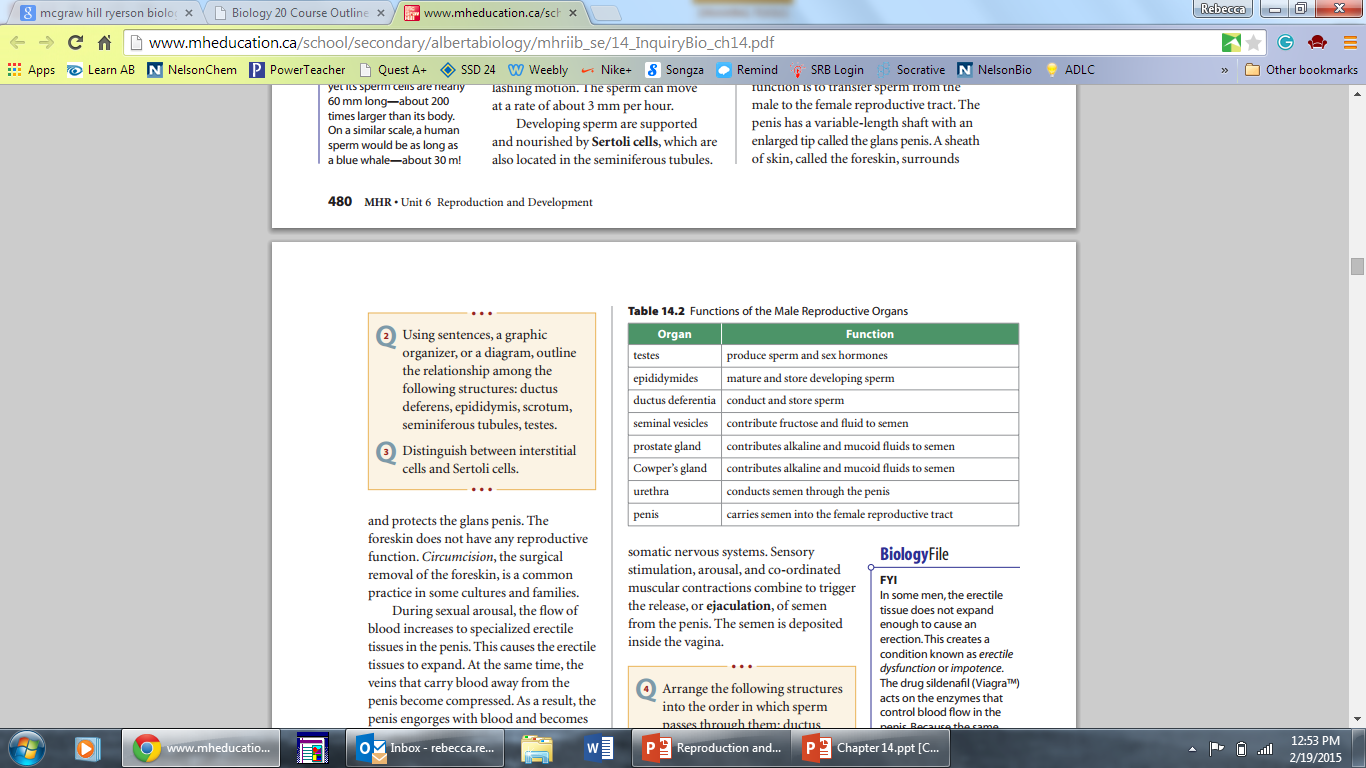 mcgraw hill ryerson biolog
Biology 20 Course Outline
www.mheducation.ca/sch
Rebecca
www.mheducation.ca/school/secondary/albertabiology/mhriib_se/14_InquiryBio_ch14.pdf
Apps
Learn AB
NelsonChem
PowerTeacher
Quest A+
SSD 24
Weebly
Nike+
Songza
Remind
SRB Login
Socrative
NelsonBio
ADLC
»
Other bookmarks
yet its sperm cells are nearly
60 mm long—about 200
times larger than its body.
On a similar scale, a human
sperm would be as long as
a blue whale—about 30 m!
lashing motion. The sperm can move
at a rate of about 3 mm per hour.
Developing sperm are supported
and nourished by Sertoli cells, which are
also located in the seminiferous tubules.
function is to transfer sperm from the
male to the female reproductive tract. The
penis has a variable-length shaft with an
enlarged tip called the glans penis. A sheath
of skin, called the foreskin, surrounds
480 MHR • Unit 6 Reproduction and Development
Q 2 Using sentences, a graphic
organizer, or a diagram, outline
the relationship among the
following structures: ductus
deferens, epididymis, scrotum,
seminiferous tubules, testes.
Q 3 Distinguish between interstitial
cells and Sertoli cells.
and protects the glans penis. The
foreskin does not have any reproductive
function. Circumcision, the surgical
removal of the foreskin, is a common
practice in some cultures and families.
During sexual arousal, the flow of
blood increases to specialized erectile
tissues in the penis. This causes the erectile
tissues to expand. At the same time, the
veins that carry blood away from the
penis become compressed. As a result, the
penis engorges with blood and becomes
Table 14.2 Functions of the Male Reproductive Organs
Organ Function
testes produce sperm and sex hormones
epididymides mature and store developing sperm
ductus deferentia conduct and store sperm
seminal vesicles contribute fructose and fluid to semen
prostate gland contributes alkaline and mucoid fluids to semen
Cowper's gland contributes alkaline and mucoid fluids to semen
urethra conducts semen through the penis
penis carries semen into the female reproductive tract
somatic nervous systems. Sensory
stimulation, arousal, and co-ordinated
muscular contractions combine to trigger
the release, or ejaculation, of semen
from the penis. The semen is deposited
inside the vagina.
Q 4 Arrange the following structures
into the order in which sperm
passes through them: ductus
BiologyFile
FYI
In some men, the erectile
tissue does not expand
enough to cause an
erection. This creates a
condition known as erectile
dysfunction or impotence.
The drug sildenafil (Viagra™)
acts on the enzymes that
control blood flow in the
penis. Because the same
www.mheducatio...
Inbox - rebecca.re...
Reproduction and...
Chapter 14.ppt [C...
12:53 PM
2/19/2015